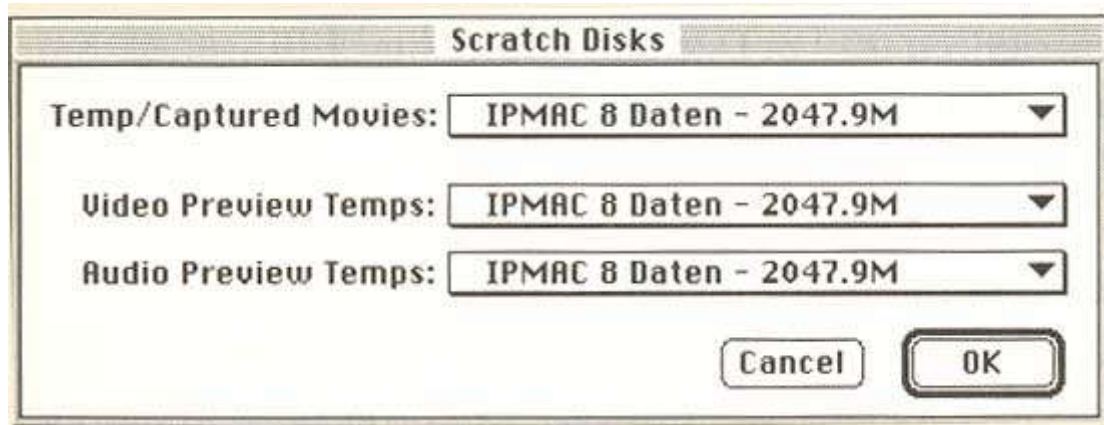 Scratch Disks
Temp/Captured Movies: IPMAC 8 Daten - 2047.9M
Video Preview Temps: IPMAC 8 Daten - 2047.9M
Audio Preview Temps: IPMAC 8 Daten - 2047.9M
Cancel OK